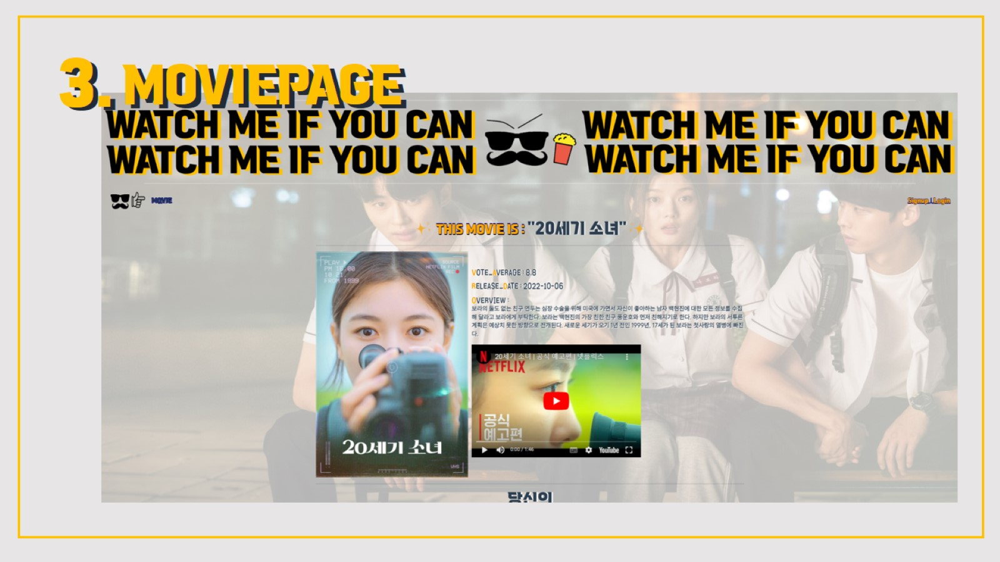 3. MOVIEPAGE
WATCH ME IF YOU CAN
WATCH ME IF YOU CAN
WATCH ME IF YOU CAN
WATCH ME IF YOU CAN
MOVIE
Signup | Login
THIS MOVIE IS : "20세기 소녀"
PLAY
PM 16:00
10.21
FROM 1999
SOURCE
NETFLIX FILM
REC
20세기 소녀
VHS
VOTE_AVERAGE : 8.8
RELEASE_DATE : 2022-10-06
OVERVIEW :
보라의 둘도 없는 친구 연두는 심장 수술을 위해 미국에 가면서 자신이 좋아하는 남자 백현진에 대한 모든 정보를 수집
해 달라고 보라에게 부탁한다. 보라는 백현진의 가장 친한 친구 풍운호와 먼저 친해지기로 한다. 하지만 보라의 서투른
계획은 예상치 못한 방향으로 전개된다. 새로운 세기가 오기 1년 전인 1999년, 17세가 된 보라는 첫사랑의 열병에 빠진
다.
N
20세기 소녀 | 공식 예고편 | 넷플릭스
NETFLIX
공식
예고편
0:00 / 1:46
YouTube
당신의